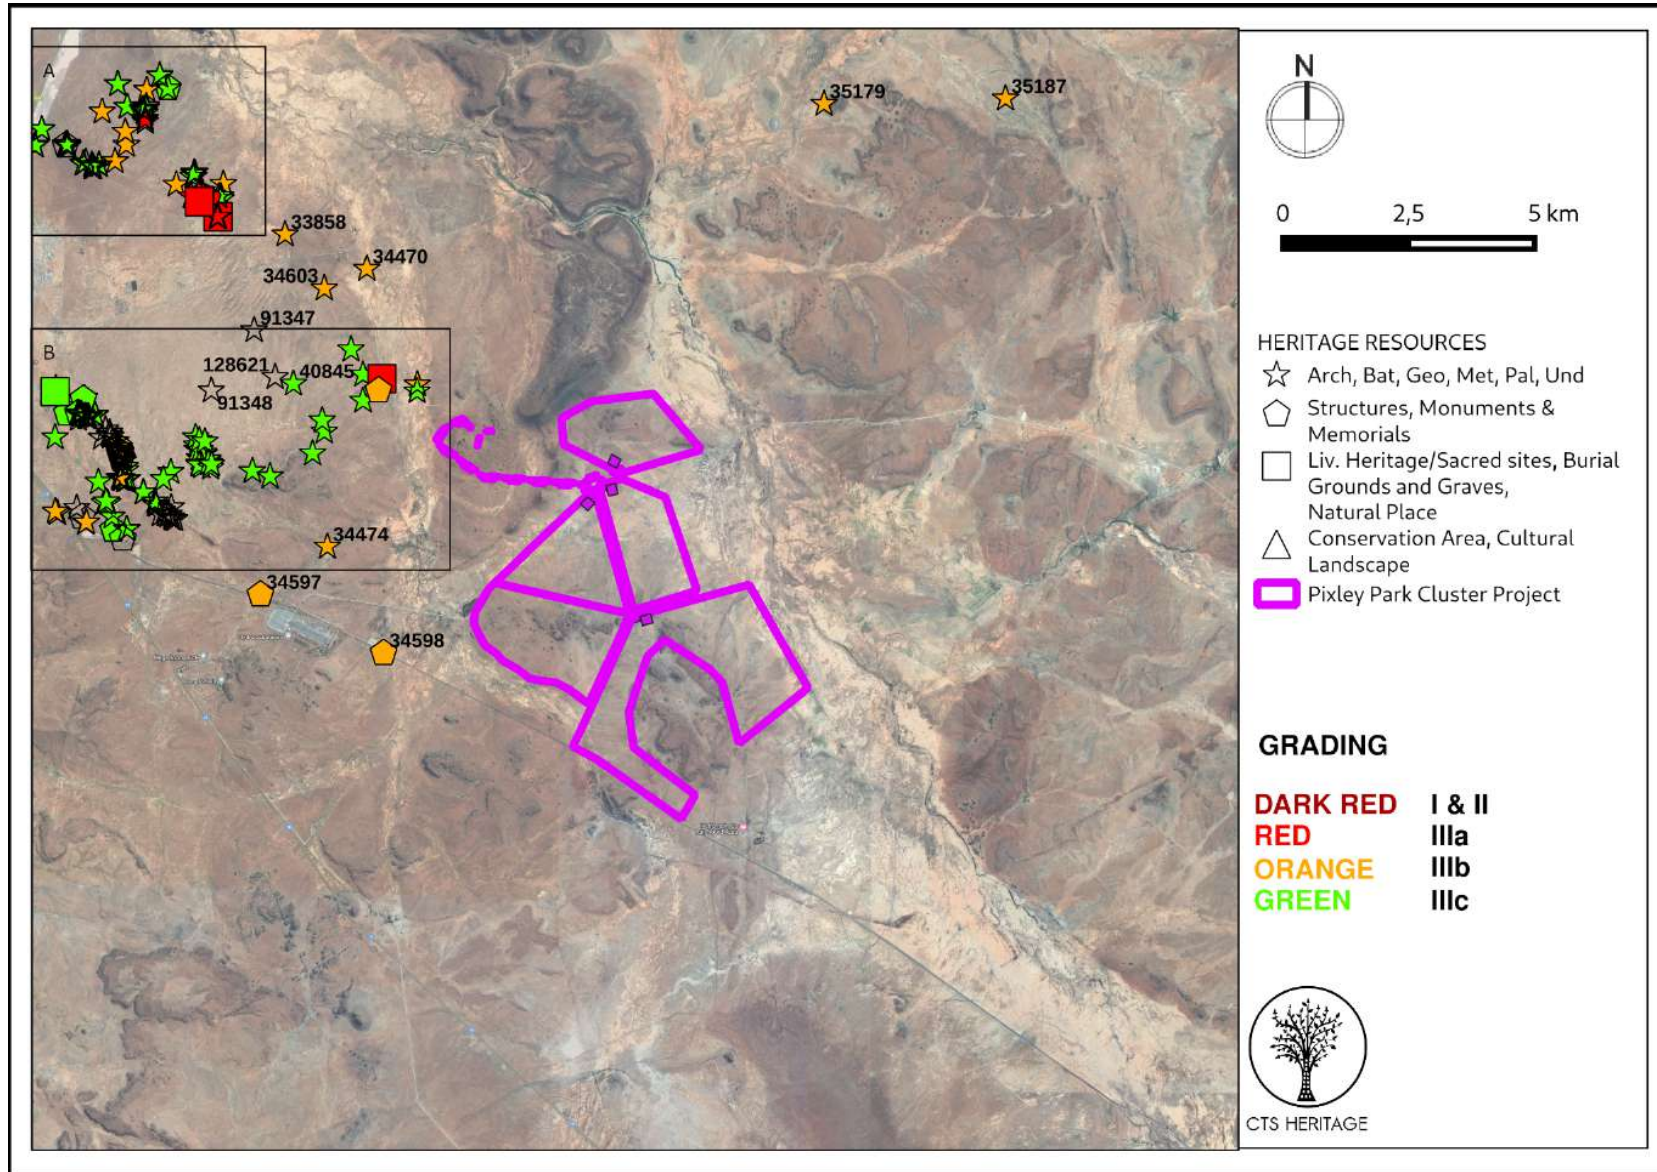 A
35179
35187
33858
34470
34603
91347
B
128621
40845
91348
34474
34597
34598
N
0 2,5 5 km
HERITAGE RESOURCES
Arch, Bat, Geo, Met, Pal, Und
Structures, Monuments &
Memorials
Liv. Heritage/Sacred sites, Burial
Grounds and Graves,
Natural Place
Conservation Area, Cultural
Landscape
Pixley Park Cluster Project
GRADING
DARK RED I & II
RED IIIa
ORANGE IIIb
GREEN IIIc
CTS HERITAGE